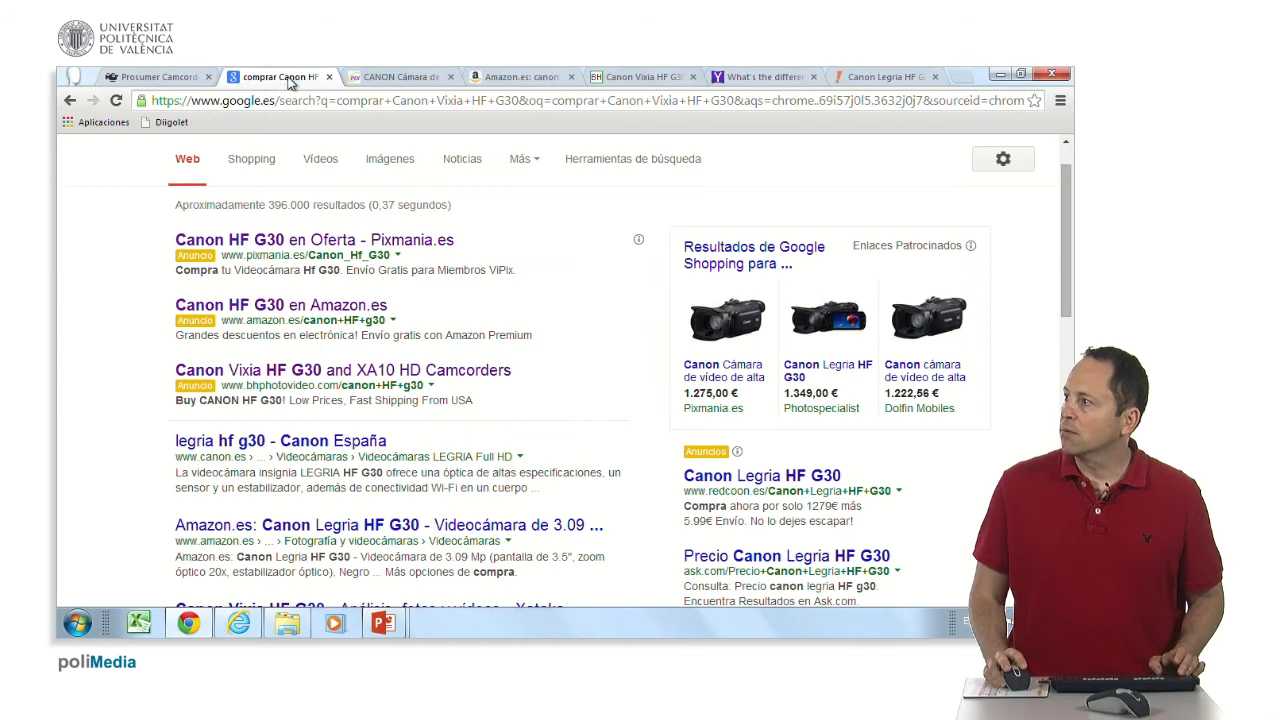 UNIVERSITAT
POLITÈCNICA
DE VALÈNCIA
Prosumer Camcord
comprar Canon HF
CANON Cámara de
Amazon.es: canon
Canon Vixia HF G30
What's the differen
Canon Legria HF G
https://www.google.es/search?q=comprar+Canon+Vixia+HF+G30&oq=comprar+Canon+Vixia+HF+G30&aqs=chrome..69i57j0l5.3632j0j7&sourceid=chrom
Aplicaciones
Diigolet
Web
Shopping
Vídeos
Imágenes
Noticias
Más
Herramientas de búsqueda
Aproximadamente 396.000 resultados (0,37 segundos)
Canon HF G30 en Oferta - Pixmania.es
Anuncio www.pixmania.es/Canon_Hf_G30
Compra tu Videocámara Hf G30. Envío Gratis para Miembros ViPix.
Canon HF G30 en Amazon.es
Anuncio www.amazon.es/canon+HF+g30
Grandes descuentos en electrónica! Envío gratis con Amazon Premium
Canon Vixia HF G30 and XA10 HD Camcorders
Anuncio www.bhphotovideo.com/canon+HF+g30
Buy CANON HF G30! Low Prices, Fast Shipping From USA
legria hf g30 - Canon España
www.canon.es › ... › Videocámaras › Videocámaras LEGRIA Full HD
La videocámara insignia LEGRIA HF G30 ofrece una óptica de altas especificaciones, un
sensor y un estabilizador, además de conectividad Wi-Fi en un cuerpo ...
Amazon.es: Canon Legria HF G30 - Videocámara de 3.09 ...
www.amazon.es › ... › Fotografía y videocámaras › Videocámaras
Amazon.es: Canon Legria HF G30 - Videocámara de 3.09 Mp (pantalla de 3.5", zoom
óptico 20x, estabilizador óptico), Negro ... Más opciones de compra.
Canon Vixia HF G30 - Análisis, fotos y vídeos - Xataka
Resultados de Google
Shopping para ...
Enlaces Patrocinados
Canon Cámara
de vídeo de alta
1.275,00 €
Pixmania.es
Canon Legria HF
G30
1.349,00 €
Photospecialist
Canon cámara
de vídeo de alta
1.222,56 €
Dolfin Mobiles
Anuncios
Canon Legria HF G30
www.redcoon.es/Canon+Legria+HF+G30
Compra ahora por solo 1279€ más
5.99€ Envío. No lo dejes escapar!
Precio Canon Legria HF G30
ask.com/Precio+Canon+Legria+HF+G30
Consulta: Precio canon legria HF g30.
Encuentra Resultados en Ask.com.
poliMedia